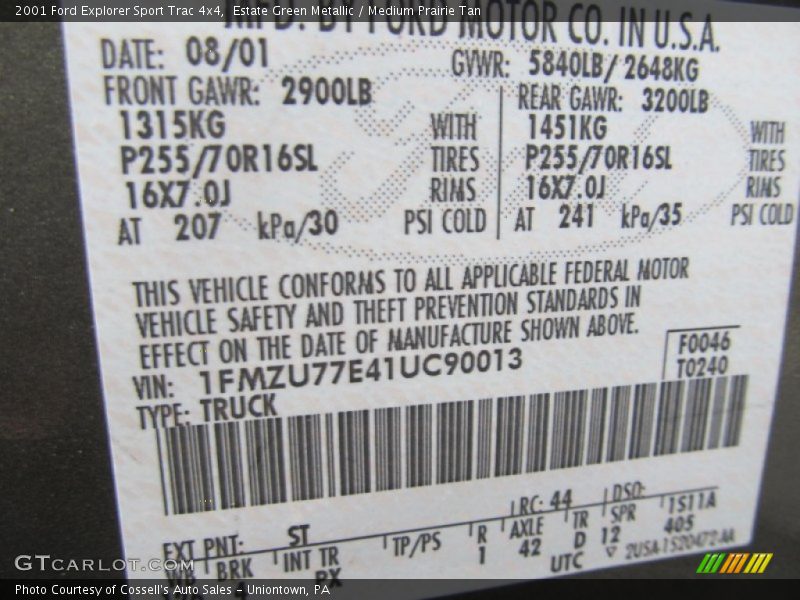 2001 Ford Explorer Sport Trac 4x4, Estate Green Metallic / Medium Prairie Tan
MFD. BY FORD MOTOR CO. IN U.S.A.
DATE: 08/01 GVWR: 5840LB/ 2648KG
FRONT GAWR: 2900LB REAR GAWR: 3200LB
1315KG WITH 1451KG WITH
P255/70R16SL TIRES P255/70R16SL TIRES
16X7.0J RIMS 16X7.0J RIMS
AT 207 kPa/30 PSI COLD AT 241 kPa/35 PSI COLD
THIS VEHICLE CONFORMS TO ALL APPLICABLE FEDERAL MOTOR
VEHICLE SAFETY AND THEFT PREVENTION STANDARDS IN
EFFECT ON THE DATE OF MANUFACTURE SHOWN ABOVE.
VIN: 1FMZU77E41UC90013 F0046
TYPE: TRUCK T0240
EXT PNT: ST RC: 44 DSO:
WB BRK INT TR TP/PS R AXLE TR SPR 1S11A
4 PX 1 42 D 12 405
UTC ▽ 2USA-1520472-AA
GTCARLOT.COM
Photo Courtesy of Cossell's Auto Sales – Uniontown, PA